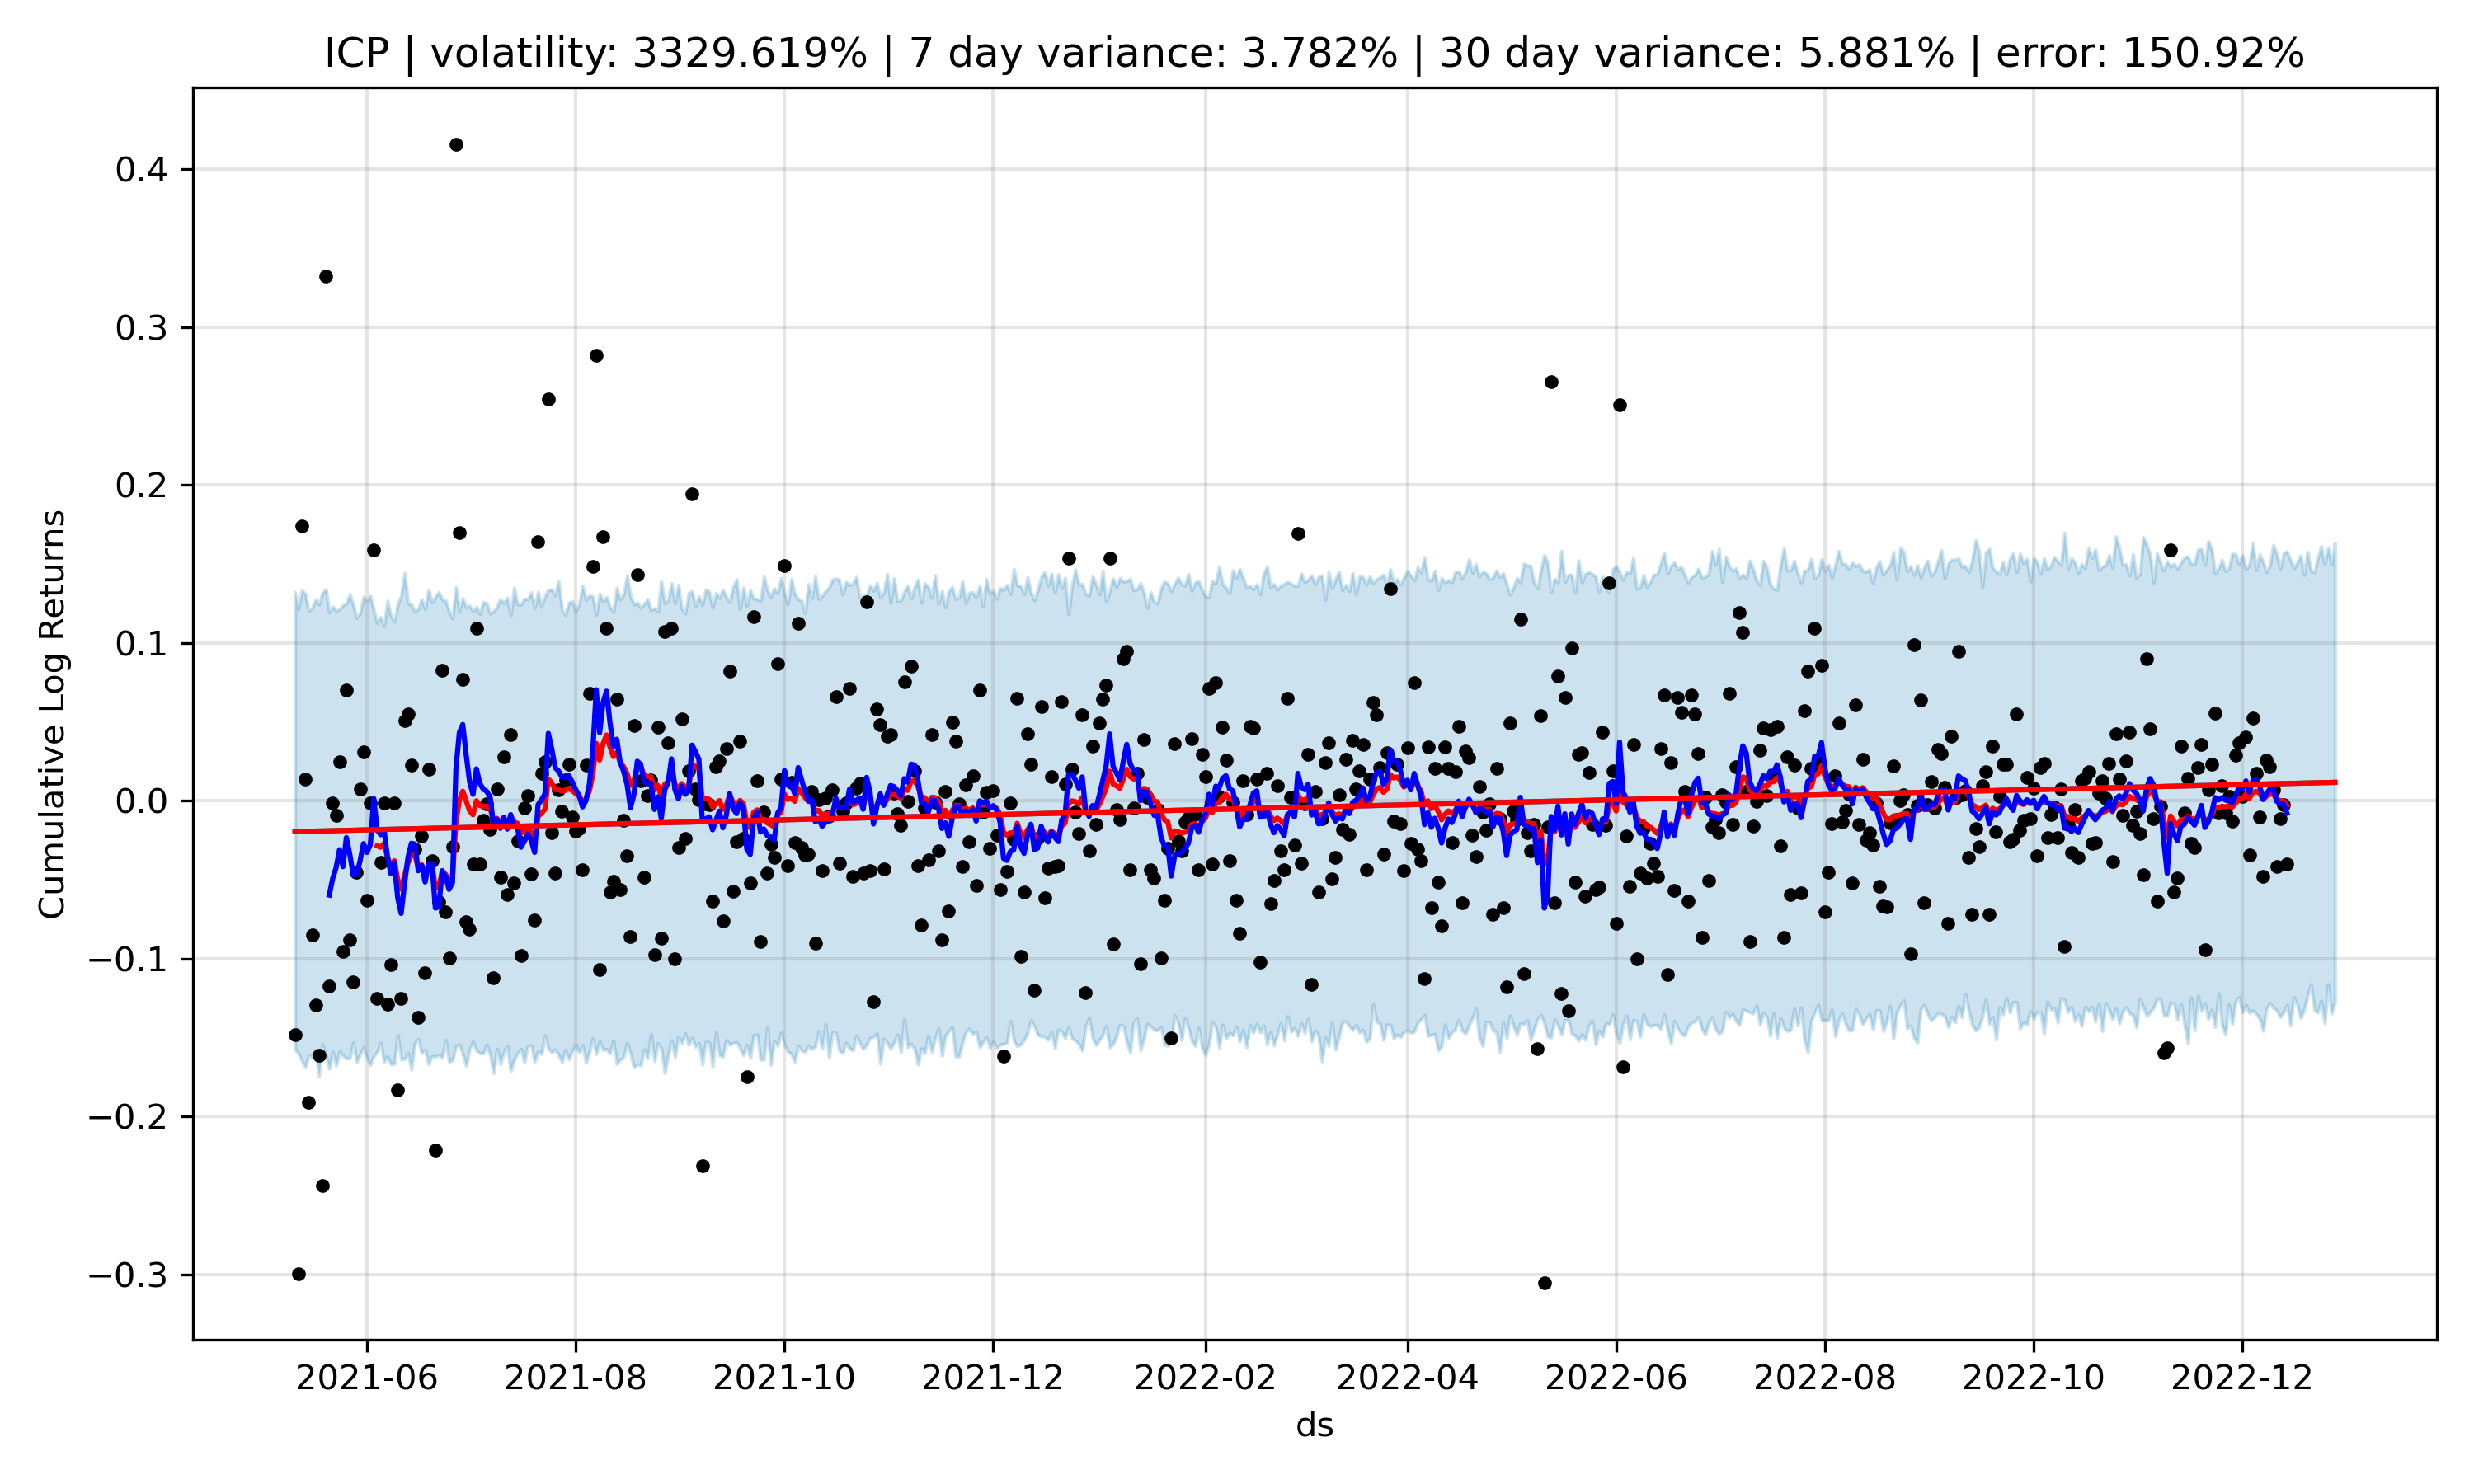 ICP | volatility: 3329.619% | 7 day variance: 3.782% | 30 day variance: 5.881% | error: 150.92%
Cumulative Log Returns
0.4
0.3
0.2
0.1
0.0
−0.1
−0.2
−0.3
2021-06 2021-08 2021-10 2021-12 2022-02 2022-04 2022-06 2022-08 2022-10 2022-12
ds